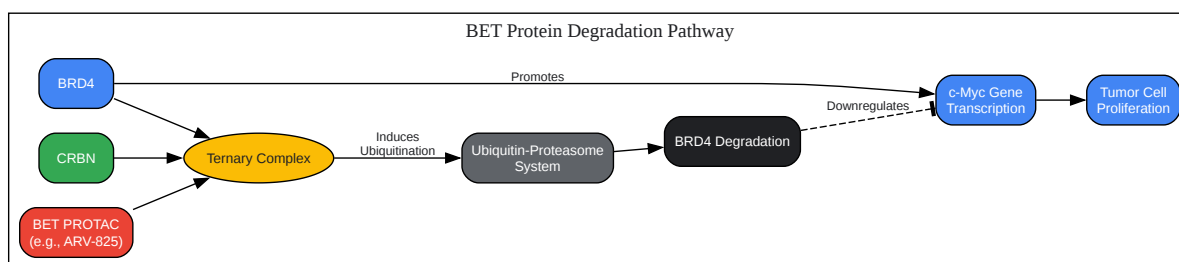 BET Protein Degradation Pathway
BRD4
Promotes
c-Myc Gene
Transcription
Tumor Cell
Proliferation
Downregulates
CRBN
Ternary Complex
Induces
Ubiquitination
Ubiquitin-Proteasome
System
BRD4 Degradation
BET PROTAC
(e.g., ARV-825)